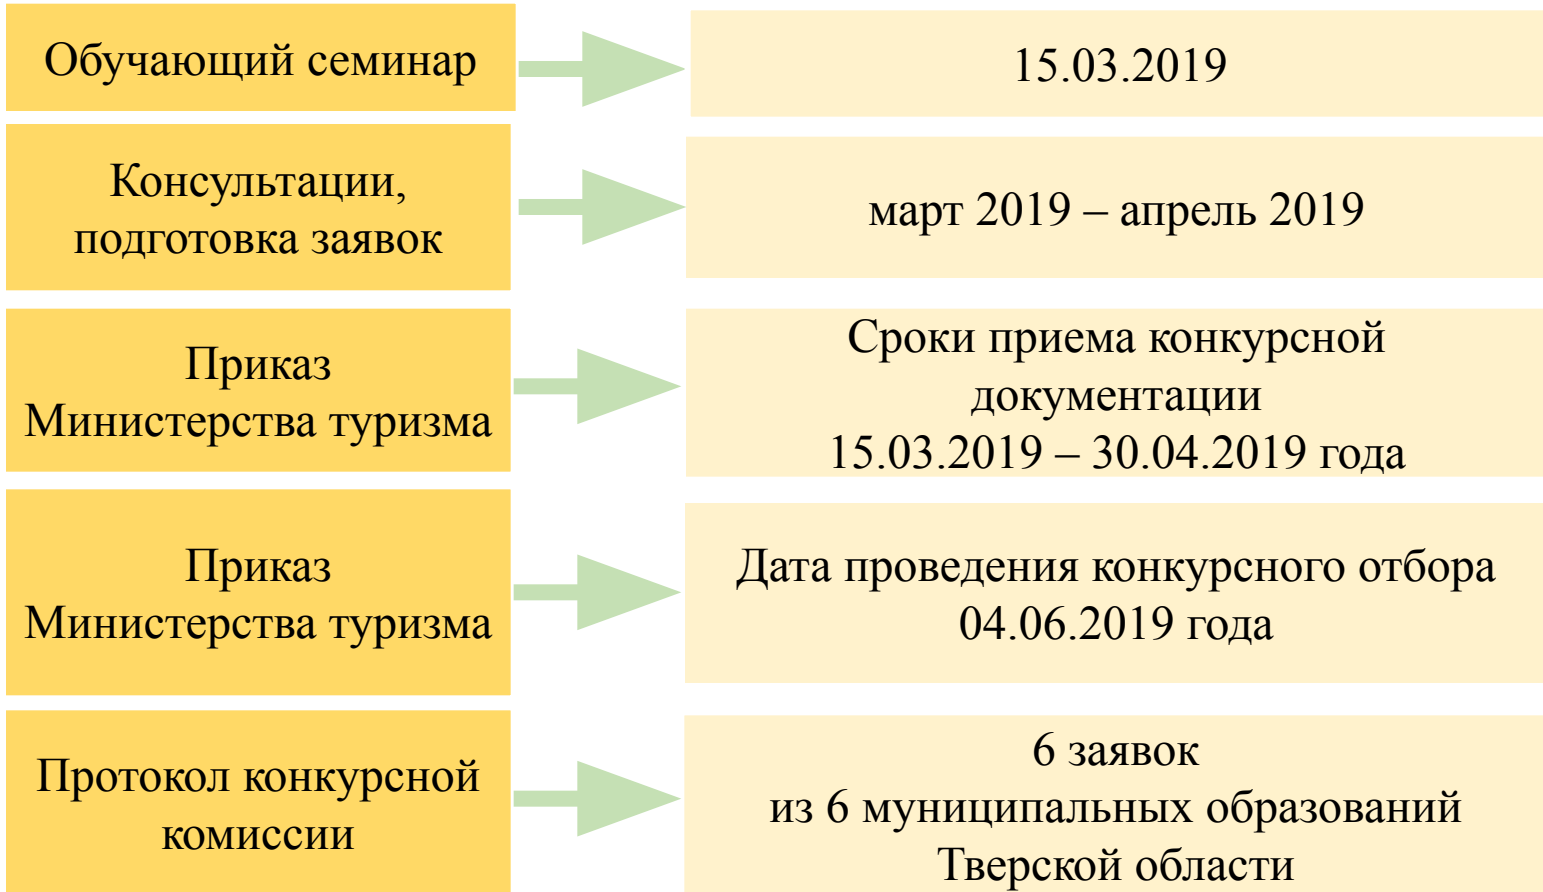 Обучающий семинар
15.03.2019
Консультации,
подготовка заявок
март 2019 – апрель 2019
Приказ
Министерства туризма
Сроки приема конкурсной
документации
15.03.2019 – 30.04.2019 года
Приказ
Министерства туризма
Дата проведения конкурсного отбора
04.06.2019 года
Протокол конкурсной
комиссии
6 заявок
из 6 муниципальных образований
Тверской области